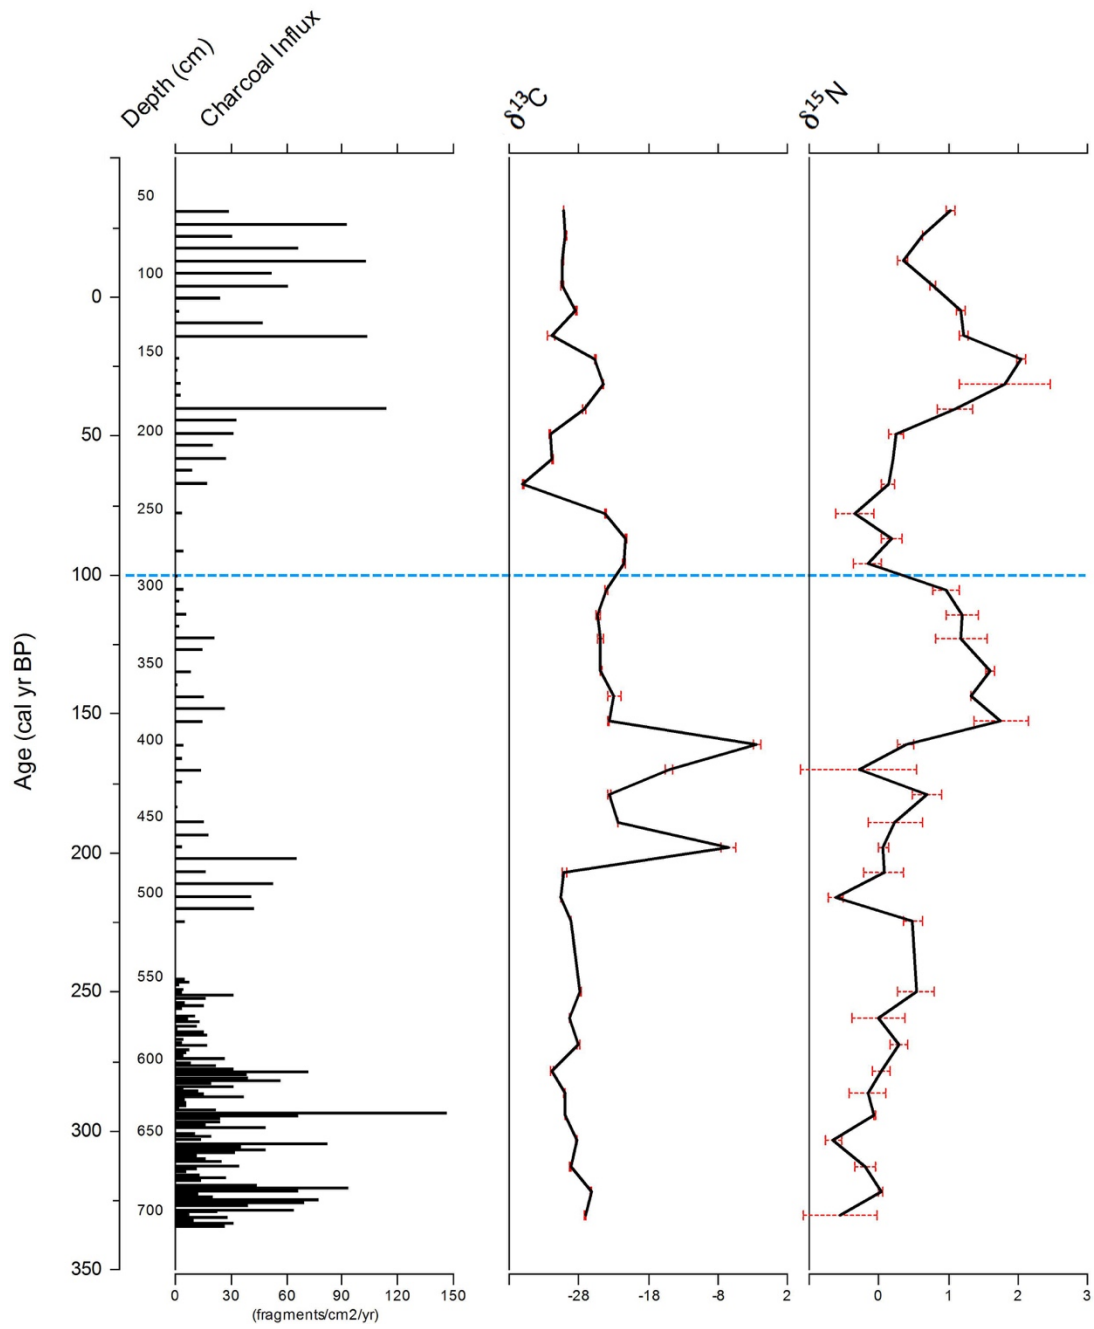 Depth (cm)
Charcoal Influx
δ13C
δ15N
50
100
0
150
50
200
250
100
300
350
150
400
450
200
500
550
250
600
300
650
700
350
Age (cal yr BP)
0 30 60 90 120 150
(fragments/cm2/yr)
-28 -18 -8 2
0 1 2 3